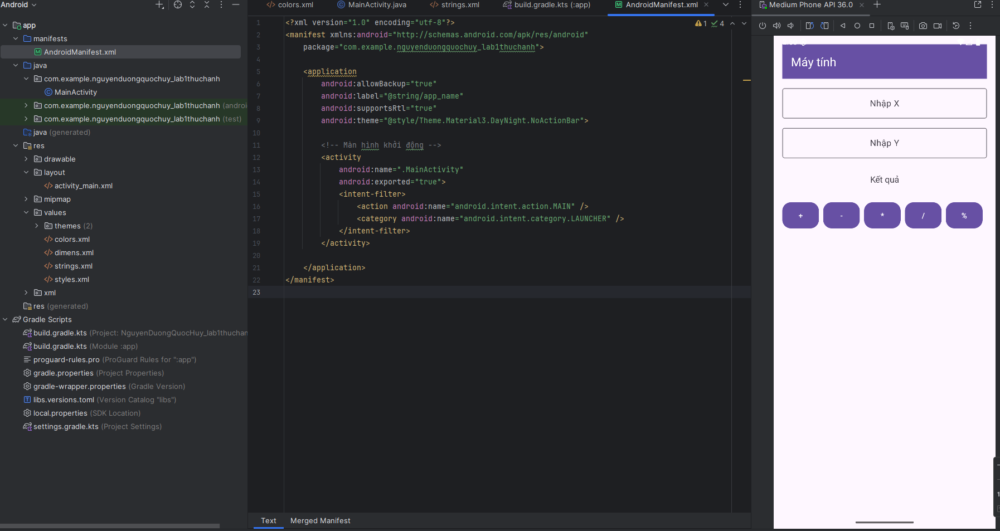 Android
app
manifests
AndroidManifest.xml
java
com.example.nguyenduongquochuy_lab1thuchanh
MainActivity
com.example.nguyenduongquochuy_lab1thuchanh (androi
com.example.nguyenduongquochuy_lab1thuchanh (test)
java (generated)
res
drawable
layout
activity_main.xml
mipmap
values
themes (2)
colors.xml
dimens.xml
strings.xml
styles.xml
xml
res (generated)
Gradle Scripts
build.gradle.kts (Project: NguyenDuongQuocHuy_lab1thuchan
build.gradle.kts (Module :app)
proguard-rules.pro (ProGuard Rules for ":app")
gradle.properties (Project Properties)
gradle-wrapper.properties (Gradle Version)
libs.versions.toml (Version Catalog "libs")
local.properties (SDK Location)
settings.gradle.kts (Project Settings)
colors.xml MainActivity.java strings.xml build.gradle.kts (:app) AndroidManifest.xml
1 4
1 <?xml version="1.0" encoding="utf-8"?>
2 <manifest xmlns:android="http://schemas.android.com/apk/res/android"
3 package="com.example.nguyenduongquochuy_lab1thuchanh">
4
5 <application
6 android:allowBackup="true"
7 android:label="@string/app_name"
8 android:supportsRtl="true"
9 android:theme="@style/Theme.Material3.DayNight.NoActionBar">
10
11 <!-- Màn hình khởi động -->
12 <activity
13 android:name=".MainActivity"
14 android:exported="true">
15 <intent-filter>
16 <action android:name="android.intent.action.MAIN" />
17 <category android:name="android.intent.category.LAUNCHER" />
18 </intent-filter>
19 </activity>
20
21 </application>
22 </manifest>
23
Text Merged Manifest
Medium Phone API 36.0
Máy tính
Nhập X
Nhập Y
Kết quả
+ - * / %